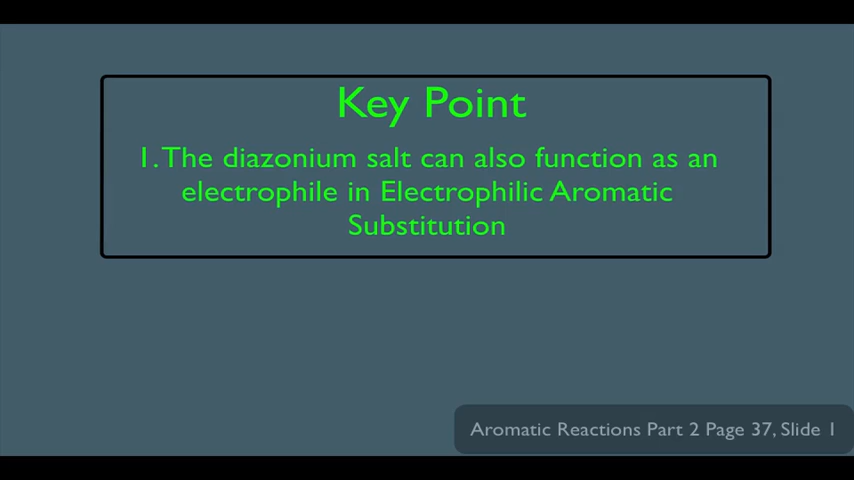 Key Point
1.The diazonium salt can also function as an
electrophile in Electrophilic Aromatic
Substitution
Aromatic Reactions Part 2 Page 37, Slide 1